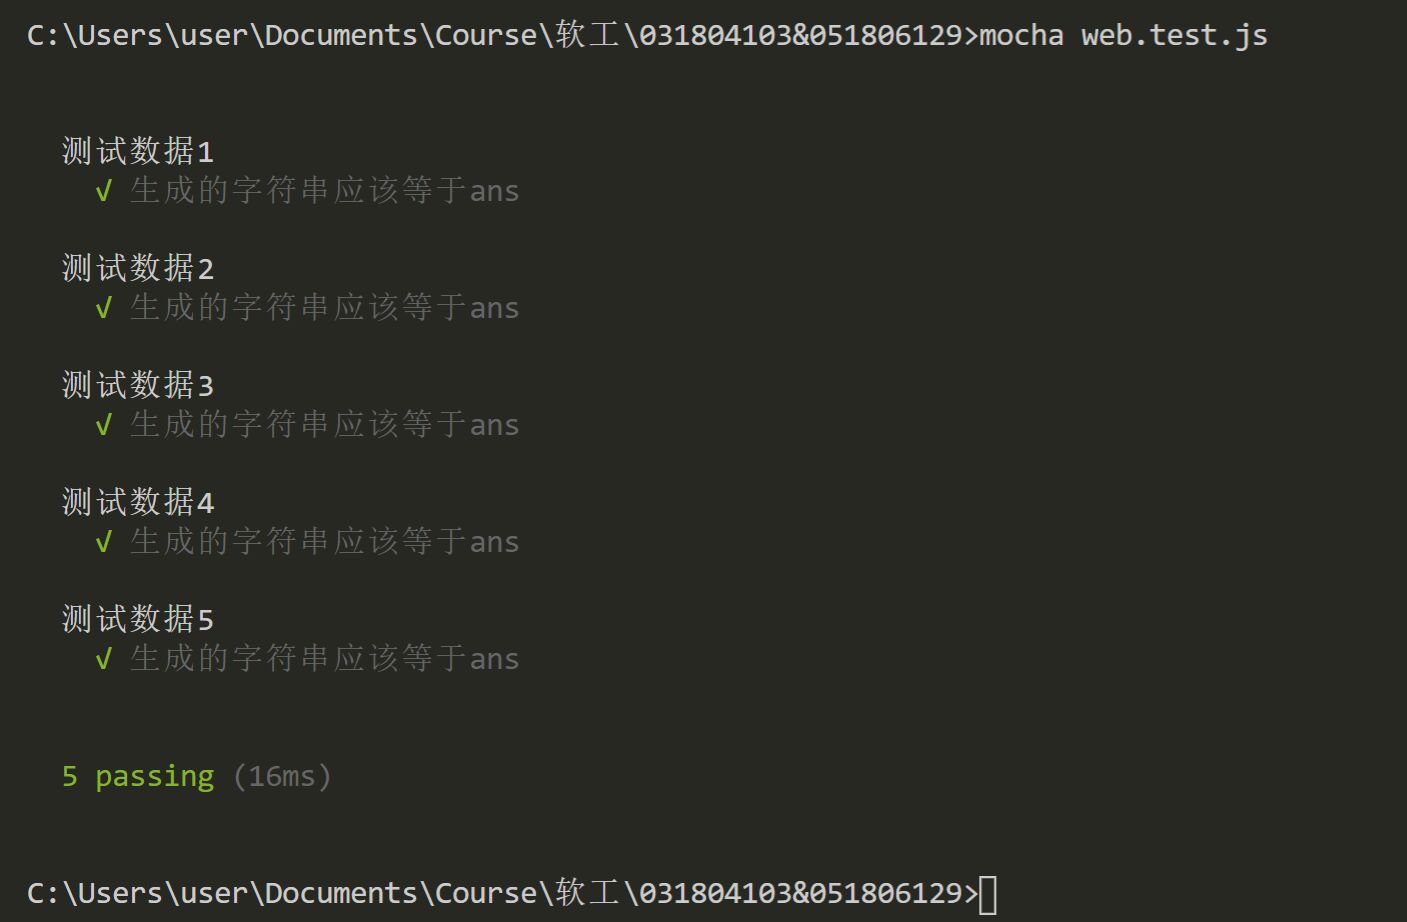 C:\Users\user\Documents\Course\软工\031804103&051806129>mocha web.test.js
测试数据1
√ 生成的字符串应该等于ans
测试数据2
√ 生成的字符串应该等于ans
测试数据3
√ 生成的字符串应该等于ans
测试数据4
√ 生成的字符串应该等于ans
测试数据5
√ 生成的字符串应该等于ans
5 passing (16ms)
C:\Users\user\Documents\Course\软工\031804103&051806129>